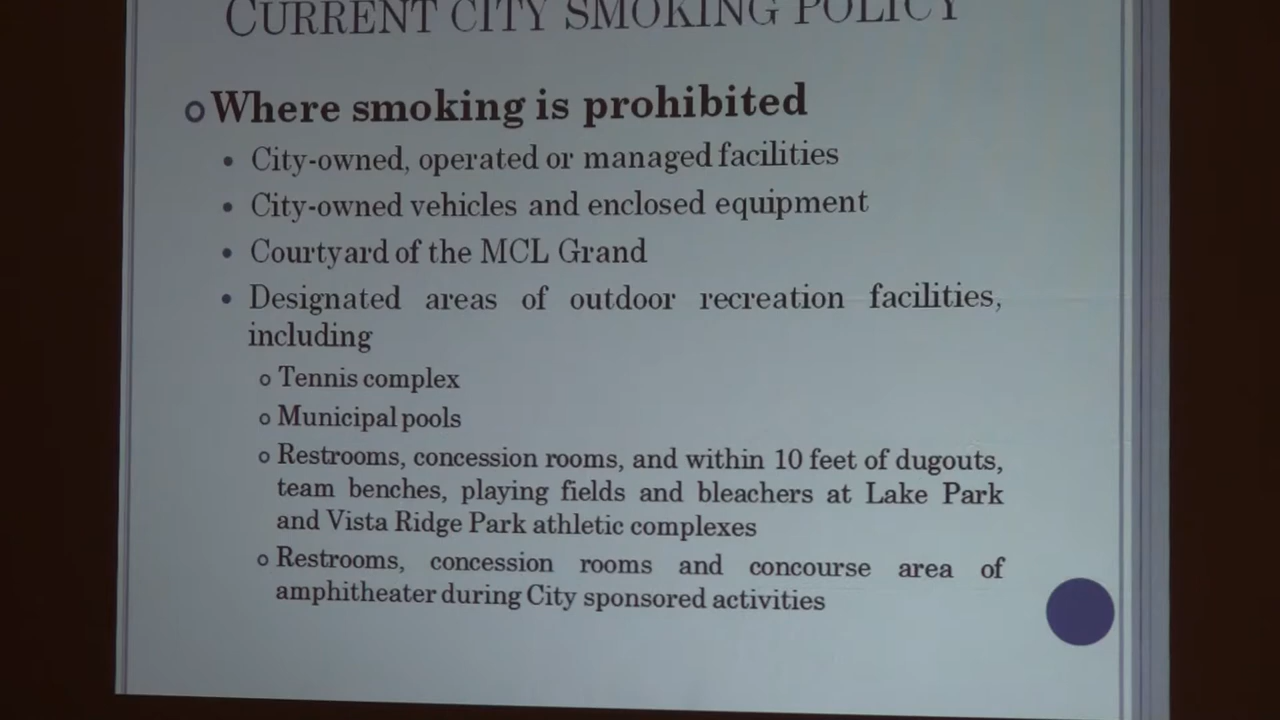 CURRENT CITY SMOKING POLICY
Where smoking is prohibited
City-owned, operated or managed facilities
City-owned vehicles and enclosed equipment
Courtyard of the MCL Grand
Designated areas of outdoor recreation facilities,
including
Tennis complex
Municipal pools
Restrooms, concession rooms, and within 10 feet of dugouts,
team benches, playing fields and bleachers at Lake Park
and Vista Ridge Park athletic complexes
Restrooms, concession rooms and concourse area of
amphitheater during City sponsored activities